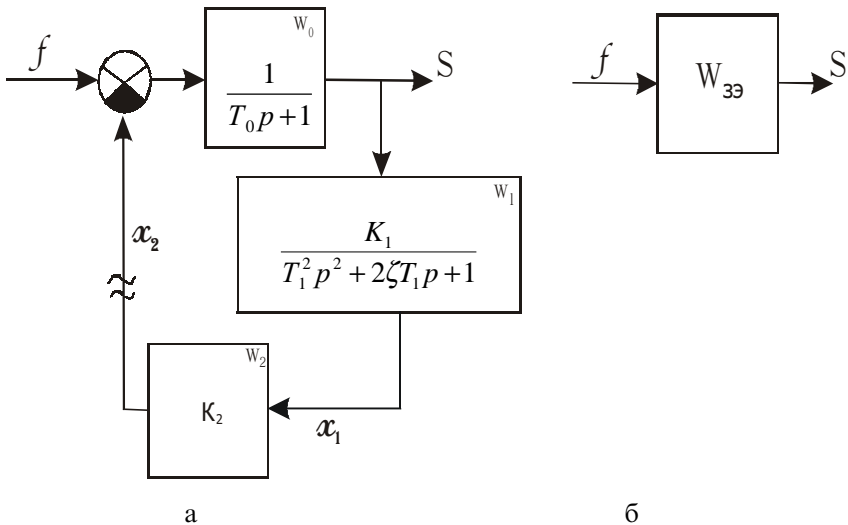 f
W₀
1
T₀p + 1
S
W₁
K₁
T₁²p² + 2ζT₁p + 1
x₂
W₂
K₂
x₁
а
f
Wзэ
S
б